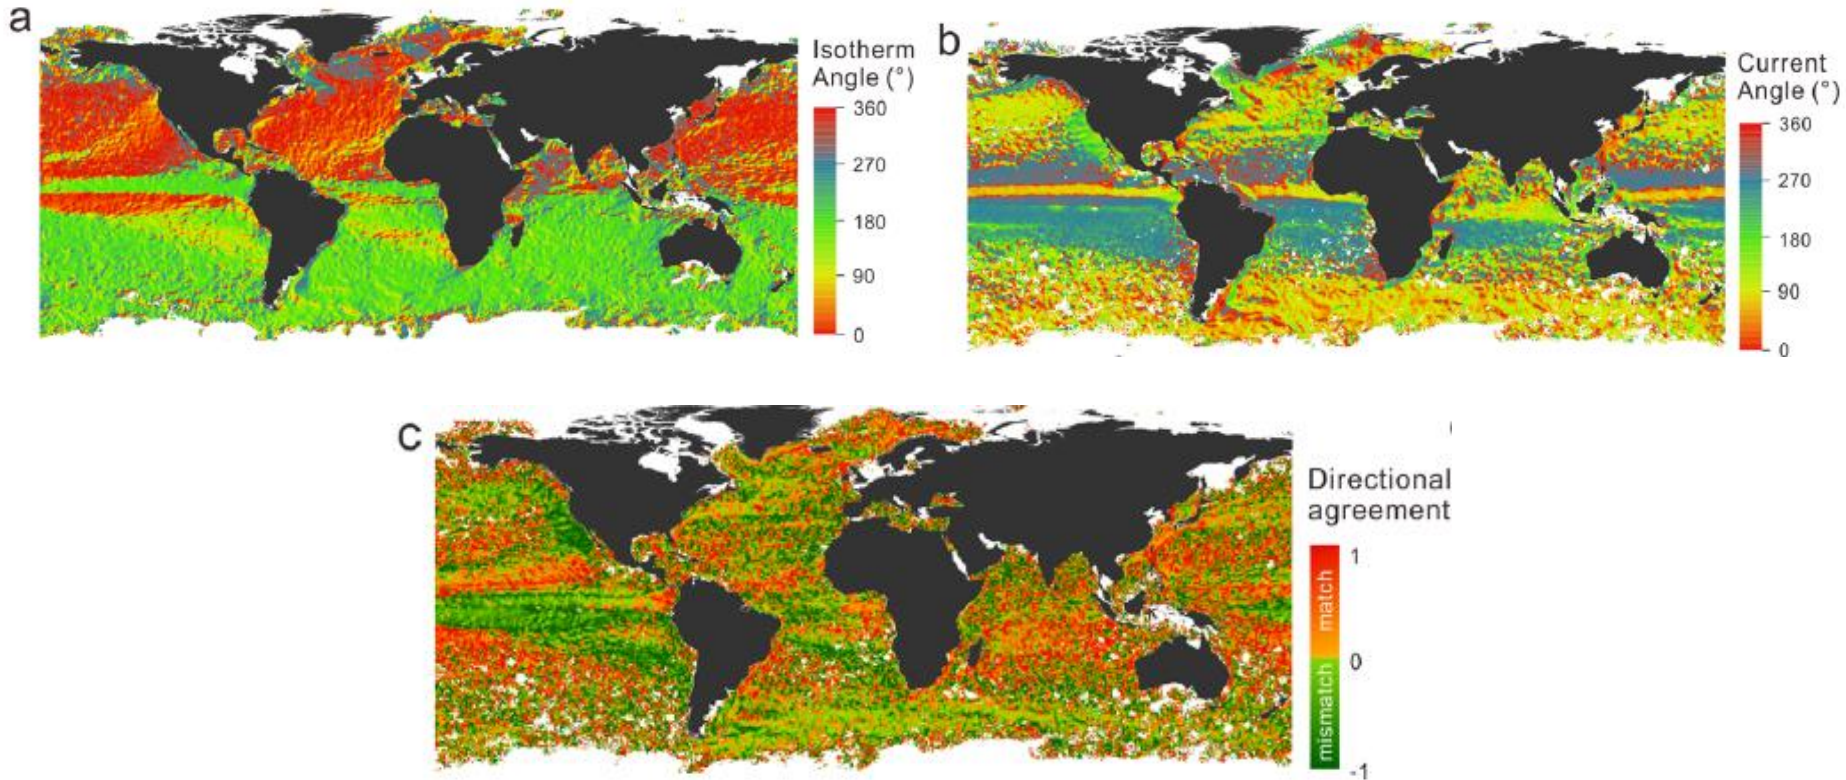 a
Isotherm
Angle (°)
360
270
180
90
0
b
Current
Angle (°)
360
270
180
90
0
c
Directional
agreement
1
match
0
mismatch
-1